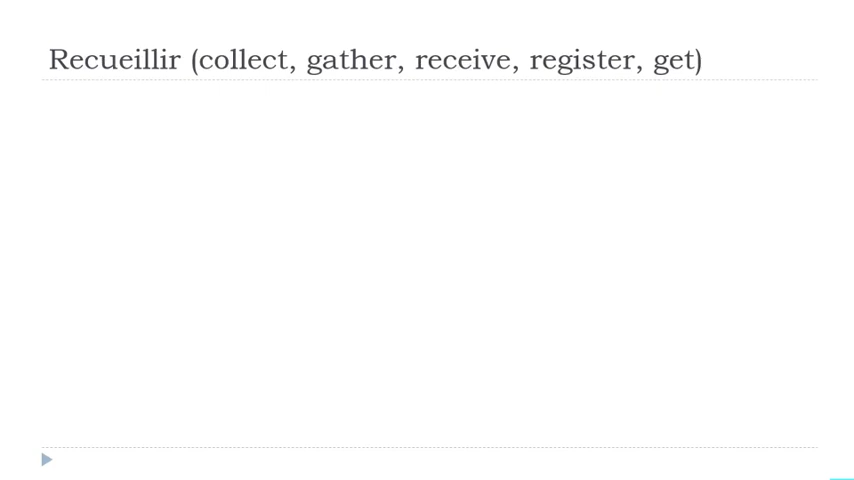 Recueillir (collect, gather, receive, register, get)